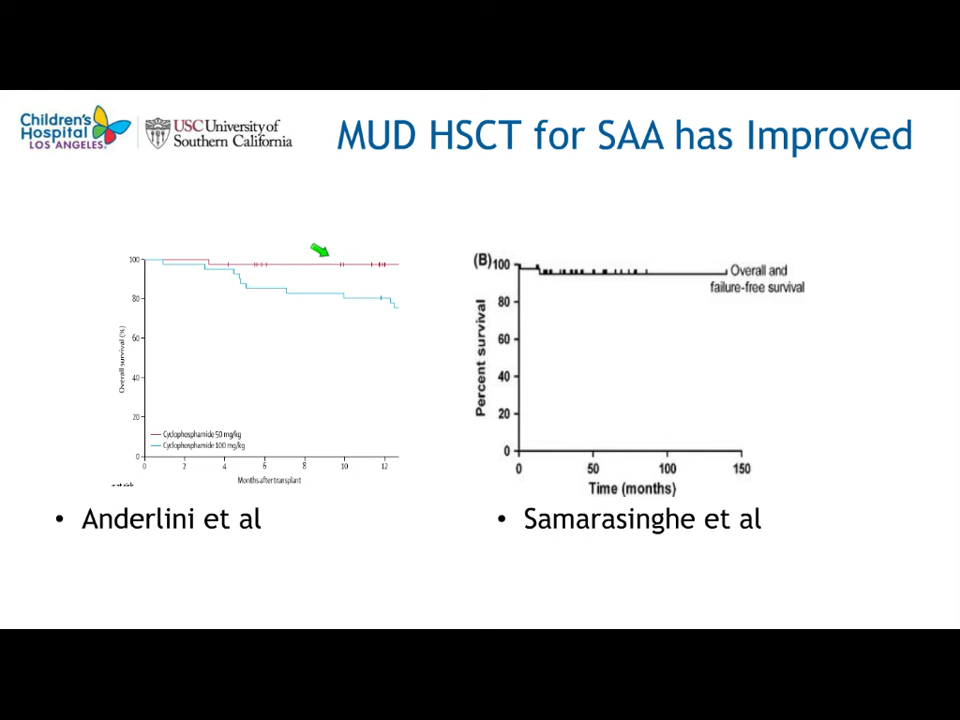 Children's
Hospital
LOS ANGELES
USC University of
Southern California
MUD HSCT for SAA has Improved
100
80
60
40
20
0
Overall survival (%)
Cyclophosphamide 50 mg/kg
Cyclophosphamide 100 mg/kg
0 2 4 6 8 10 12
Months after transplant
(B)
100
80
60
40
20
0
Percent survival
Overall and
failure-free survival
0 50 100 150
Time (months)
• Anderlini et al
• Samarasinghe et al